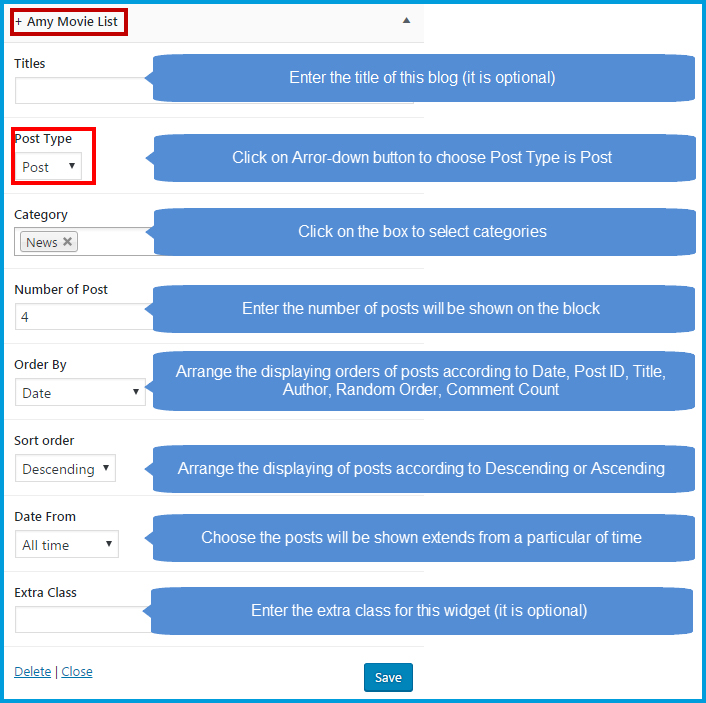 + Amy Movie List
Titles
Enter the title of this blog (it is optional)
Post Type
Post
Click on Arror-down button to choose Post Type is Post
Category
News
Click on the box to select categories
Number of Post
4
Enter the number of posts will be shown on the block
Order By
Date
Arrange the displaying orders of posts according to Date, Post ID, Title,
Author, Random Order, Comment Count
Sort order
Descending
Arrange the displaying of posts according to Descending or Ascending
Date From
All time
Choose the posts will be shown extends from a particular of time
Extra Class
Enter the extra class for this widget (it is optional)
Delete | Close
Save